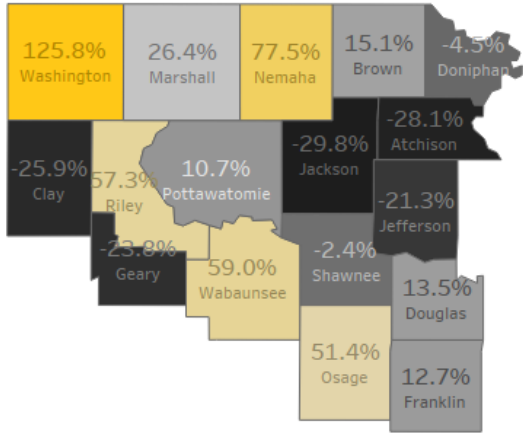 125.8%
Washington
26.4%
Marshall
77.5%
Nemaha
15.1%
Brown
-4.5%
Doniphan
-25.9%
Clay
57.3%
Riley
10.7%
Pottawatomie
-29.8%
Jackson
-28.1%
Atchison
-21.3%
Jefferson
-23.8%
Geary
59.0%
Wabaunsee
-2.4%
Shawnee
13.5%
Douglas
51.4%
Osage
12.7%
Franklin